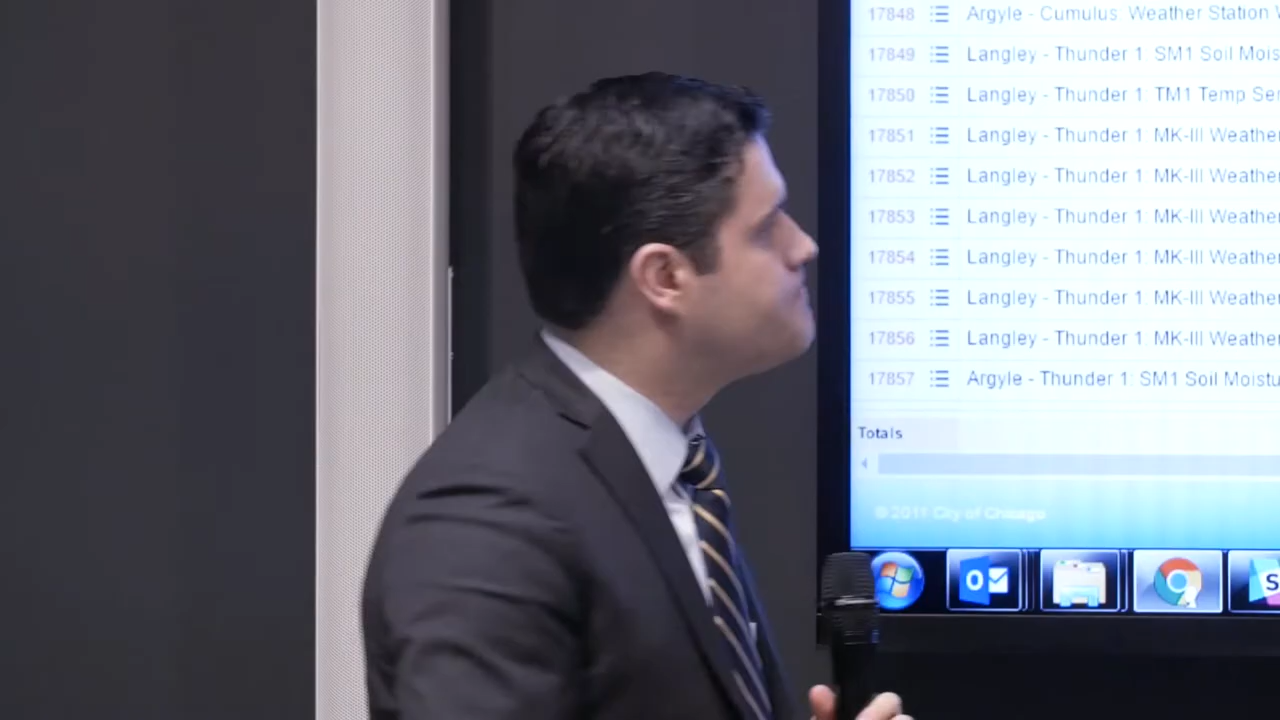 17848 Argyle - Cumulus: Weather Station
17849 Langley - Thunder 1 SM1 Soil Mois
17850 Langley - Thunder 1 TM1 Temp Ser
17851 Langley - Thunder 1 MK-III Weather
17852 Langley - Thunder 1 MK-III Weather
17853 Langley - Thunder 1 MK-III Weather
17854 Langley - Thunder 1 MK-III Weather
17855 Langley - Thunder 1 MK-III Weather
17856 Langley - Thunder 1 MK-III Weather
17857 Argyle - Thunder 1: SM1 Soil Moistu
Totals
© 2011 City of Chicago
O
S